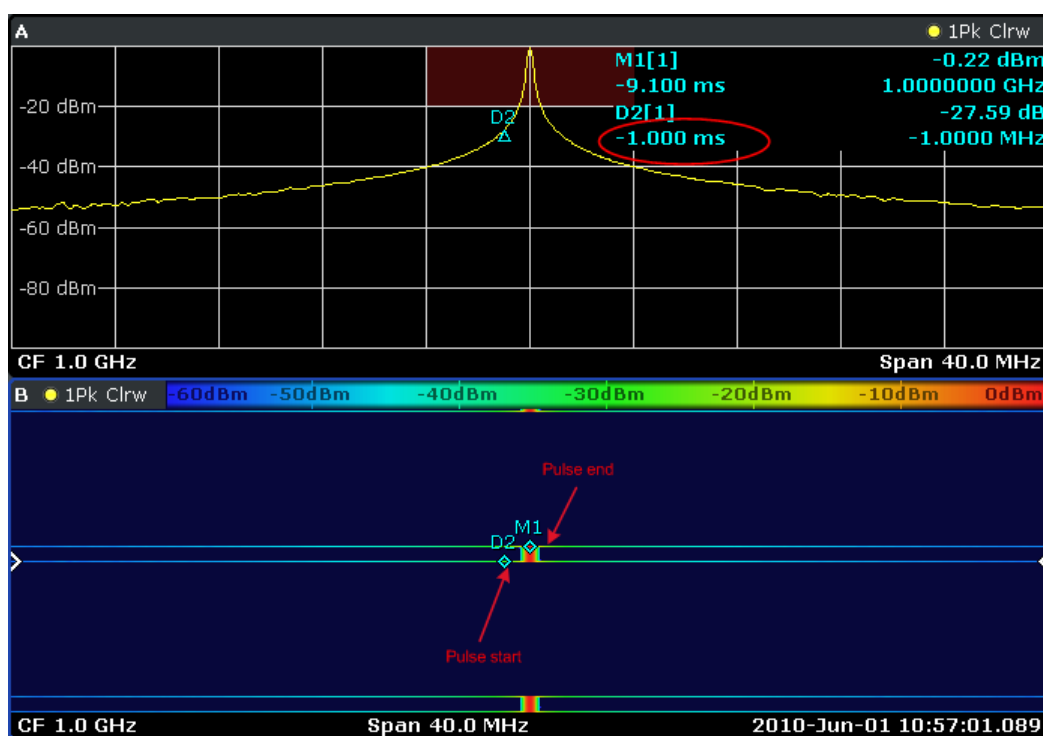 A 1Pk Clrw
M1[1] -0.22 dBm
-9.100 ms 1.0000000 GHz
-20 dBm D2 D2[1] -27.59 dB
-1.000 ms -1.0000 MHz
-40 dBm
-60 dBm
-80 dBm
CF 1.0 GHz Span 40.0 MHz
B 1Pk Clrw -60dBm -50dBm -40dBm -30dBm -20dBm -10dBm 0dBm
Pulse end
M1
D2
Pulse start
CF 1.0 GHz Span 40.0 MHz 2010-Jun-01 10:57:01.089